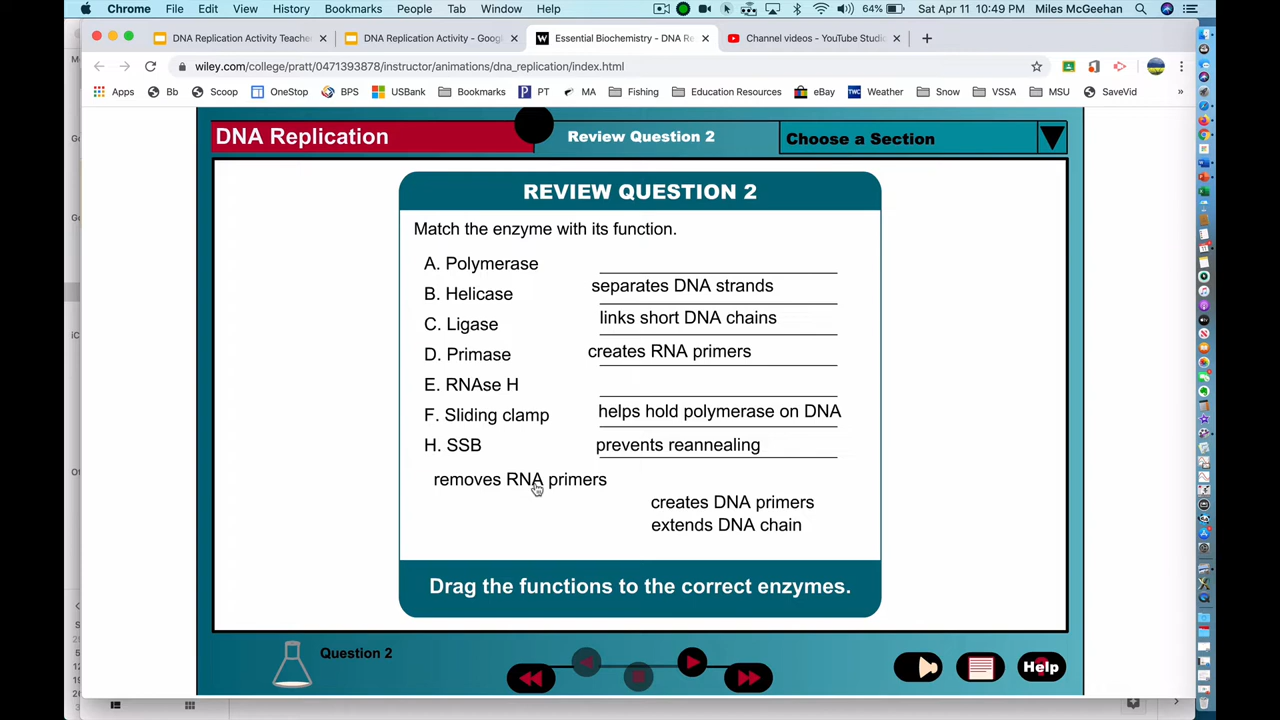 Chrome File Edit View History Bookmarks People Tab Window Help 64% Sat Apr 11 10:49 PM Miles McGeehan
DNA Replication Activity Teache DNA Replication Activity - Goog Essential Biochemistry - DNA R Channel videos - YouTube Studi
wiley.com/college/pratt/0471393878/instructor/animations/dna_replication/index.html
Apps Bb Scoop OneStop BPS USBank Bookmarks PT MA Fishing Education Resources eBay Weather Snow VSSA MSU SaveVid »
DNA Replication Review Question 2 Choose a Section
REVIEW QUESTION 2
Match the enzyme with its function.
A. Polymerase
B. Helicase separates DNA strands
C. Ligase links short DNA chains
D. Primase creates RNA primers
E. RNAse H
F. Sliding clamp helps hold polymerase on DNA
H. SSB prevents reannealing
removes RNA primers
creates DNA primers
extends DNA chain
Drag the functions to the correct enzymes.
Question 2 Help